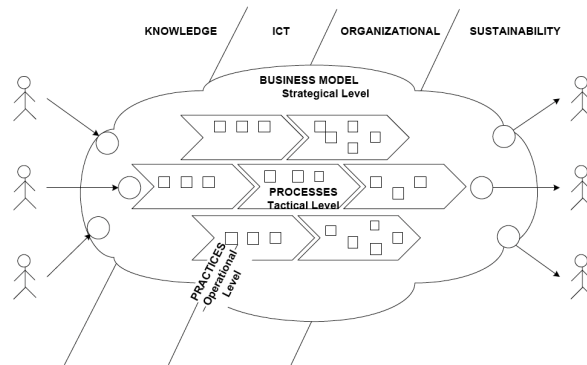 KNOWLEDGE
ICT
ORGANIZATIONAL
SUSTAINABILITY
BUSINESS MODEL
Strategical Level
PROCESSES
Tactical Level
PRACTICES
Operational
Level